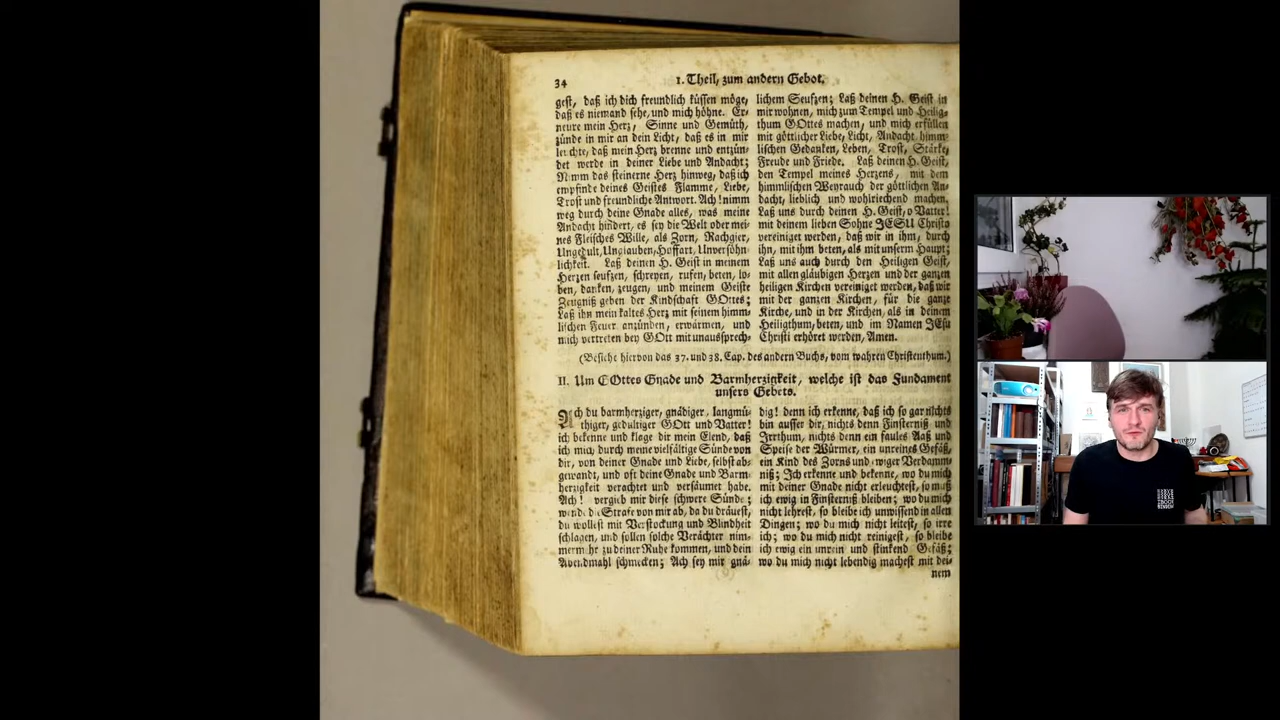 34
1. Theil, zum andern Gebot.
gest, daß ich dich freundlich küssen möge,
daß es niemand sehe, und mich höhne. Er-
neure mein Herz, Sinne und Gemüth,
zünde in mir an dein Licht, daß es in mir
leuchte, daß mein Herz brenne und entzün-
det werde in deiner Liebe und Andacht;
Nimm das steinerne Herz hinweg, daß ich
empfinde deines Geistes Flamme, Liebe,
Trost und freundliche Antwort. Ach! nimm
weg durch deine Gnade alles, was meine
Andacht hindert, es sey die Welt oder mei-
nes Fleisches Wille, als Zorn, Rachgier,
Ungedult, Unglauben, Hoffart, Unversöhn-
lichkeit. Laß deinen H. Geist in meinem
Herzen seufzen, schreyen, rufen, beten, lo-
ben, danken, zeugen, und meinem Geiste
Zeugniß geben der Kindschaft GOttes;
Laß ihn mein kaltes Herz mit seinem himm-
lischen Feuer anzünden, erwärmen, und
mich vertreten bey GOtt mit unaussprech-
lichem Seufzen; Laß deinen H. Geist in
mir wohnen, mich zum Tempel und Heilig-
thum GOttes machen, und mich erfüllen
mit göttlicher Liebe, Licht, Andacht himm-
lischen Gedanken, Leben, Trost, Stärke,
Freude und Friede. Laß deinen H. Geist,
den Tempel meines Herzens, mit dem
himmlischen Weyrauch der göttlichen An-
dacht, lieblich und wohlriechend machen.
Laß uns durch deinen H. Geist, o Vatter!
mit deinem lieben Sohne JESU Christo
vereiniget werden, daß wir in ihm, durch
ihn, mit ihm beten, als mit unserm Haupt;
Laß uns auch durch den Heiligen Geist,
mit allen gläubigen Herzen und der ganzen
heiligen Kirchen vereiniget werden, daß wir
mit der ganzen Kirchen, für die ganze
Kirche, und in der Kirchen, als in deinem
Heiligthum, beten, und im Namen JEsu
Christi erhöret werden, Amen.
(Besiehe hiervon das 37. und 38. Cap. des andern Buchs, vom wahren Christenthum.)
II. Um GOttes Gnade und Barmherzigkeit, welche ist das Fundament
unsers Gebets.
Ach du barmherziger, gnädiger, langmü-
thiger, gedultiger GOtt und Vatter!
ich bekenne und klage dir mein Elend, daß
ich mich durch meine vielfältige Sünde von
dir, von deiner Gnade und Liebe, selbst ab-
gewandt, und oft deine Gnade und Barm-
herzigkeit verachtet und versäumet habe.
Ach! vergieb mir diese schwere Sünde;
wende die Strafe von mir ab, da du dräuest,
du wollest mit Verstockung und Blindheit
schlagen, und sollen solche Verächter nim-
mermehr zu deiner Ruhe kommen, und dein
Abendmahl schmecken; Ach sey mir gnä-
dig! denn ich erkenne, daß ich so gar nichts
bin ausser dir, nichts denn Finsterniß und
Irrthum, nichts denn ein faules Aaß und
Speise der Würmer, ein unreines Gefäß,
ein Kind des Zorns und ewiger Verdamm-
niß; Ich erkenne und bekenne, wo du mich
mit deiner Gnade nicht erleuchtest, so muß
ich ewig in Finsterniß bleiben; wo du mich
nicht lehrest, so bleibe ich unwissend in allen
Dingen; wo du mich nicht leitest, so irre
ich; wo du mich nicht reinigest, so bleibe
ich ewig ein unrein und stinkend Gefäß;
wo du mich nicht lebendig machest mit dei-
nem